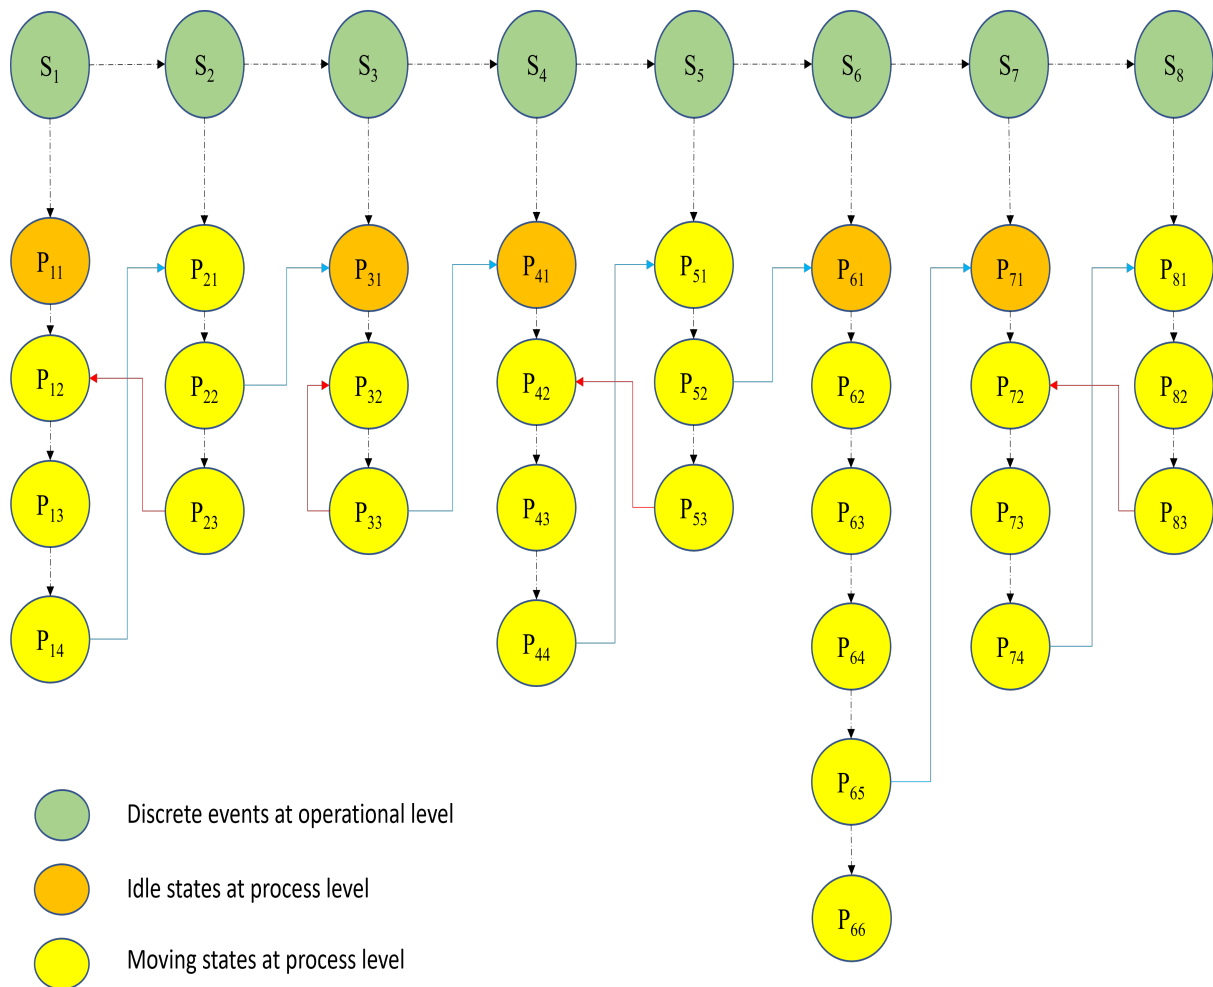 S1 S2 S3 S4 S5 S6 S7 S8
P11 P21 P31 P41 P51 P61 P71 P81
P12 P22 P32 P42 P52 P62 P72 P82
P13 P23 P33 P43 P53 P63 P73 P83
P14 P44 P64 P74
P65
P66
Discrete events at operational level
Idle states at process level
Moving states at process level